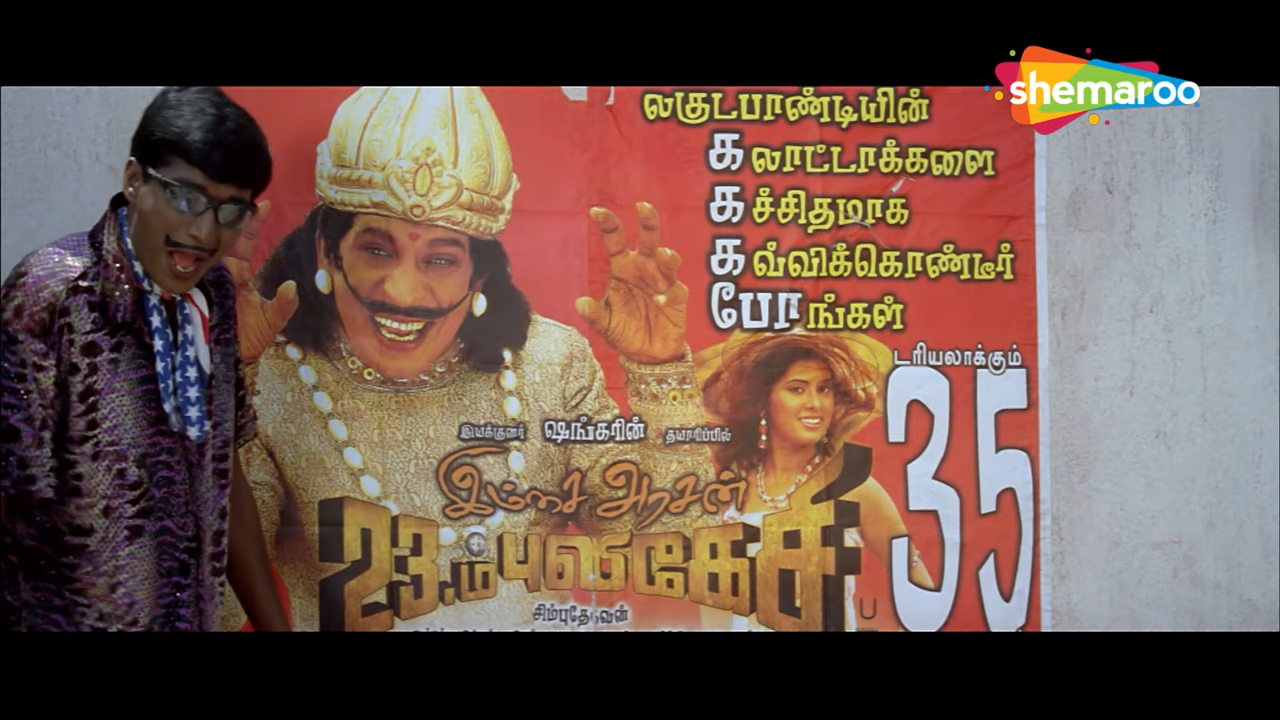 shemaroo
லகுடபாண்டியின்
கலாட்டாக்களை
கச்சிதமாக
கவ்விக்கொண்டீர்
போங்கள்
டரியலாக்கும்
35
இயக்குனர் ஷங்கரின் தயாரிப்பில்
இம்சை அரசன்
23.ம் புலிகேசி
U
சிம்புதேவன்